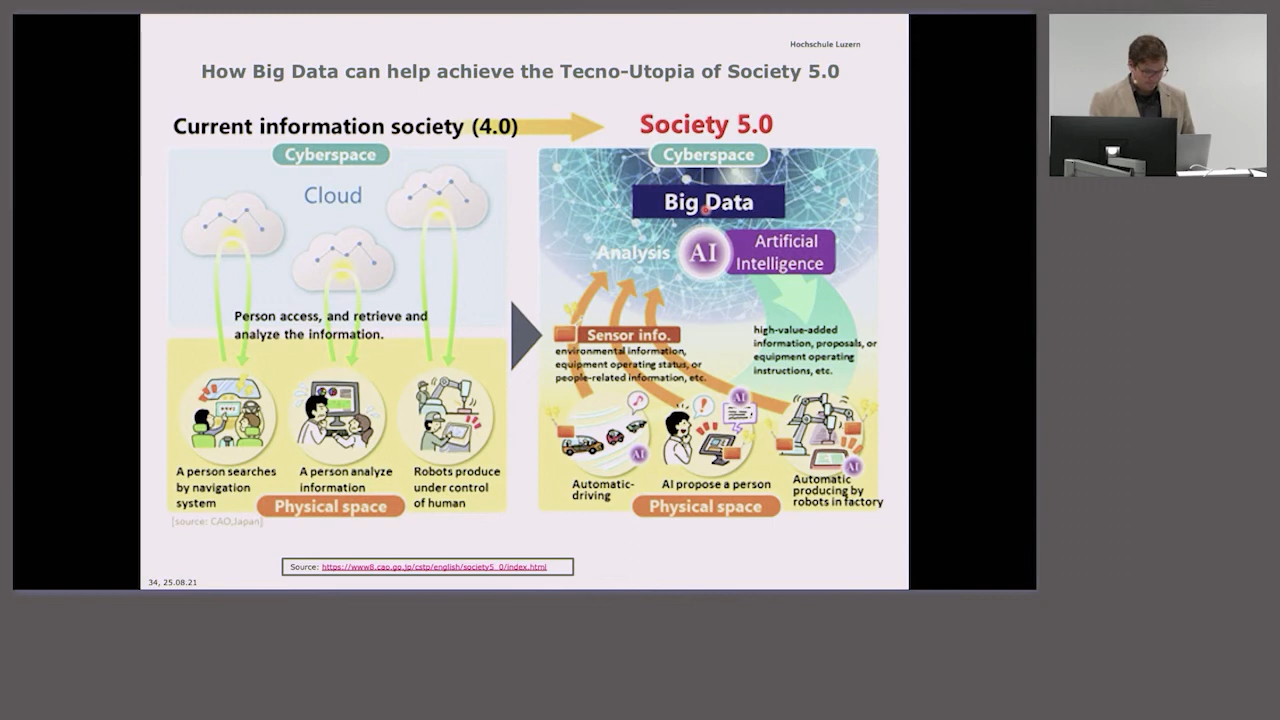 Hochschule Luzern
How Big Data can help achieve the Tecno-Utopia of Society 5.0
Current information society (4.0)
Cyberspace
Cloud
Person access, and retrieve and
analyze the information.
A person searches
by navigation
system
A person analyze
information
Robots produce
under control
of human
Physical space
[source: CAO,Japan]
Society 5.0
Cyberspace
Big Data
Analysis
AI
Artificial
Intelligence
Sensor info.
environmental information,
equipment operating status, or
people-related information, etc.
high-value-added
information, proposals, or
equipment operating
instructions, etc.
AI
AI
AI
Automatic-
driving
AI propose a person
Automatic
producing by
robots in factory
Physical space
Source: https://www8.cao.go.jp/cstp/english/society5_0/index.html
34, 25.08.21